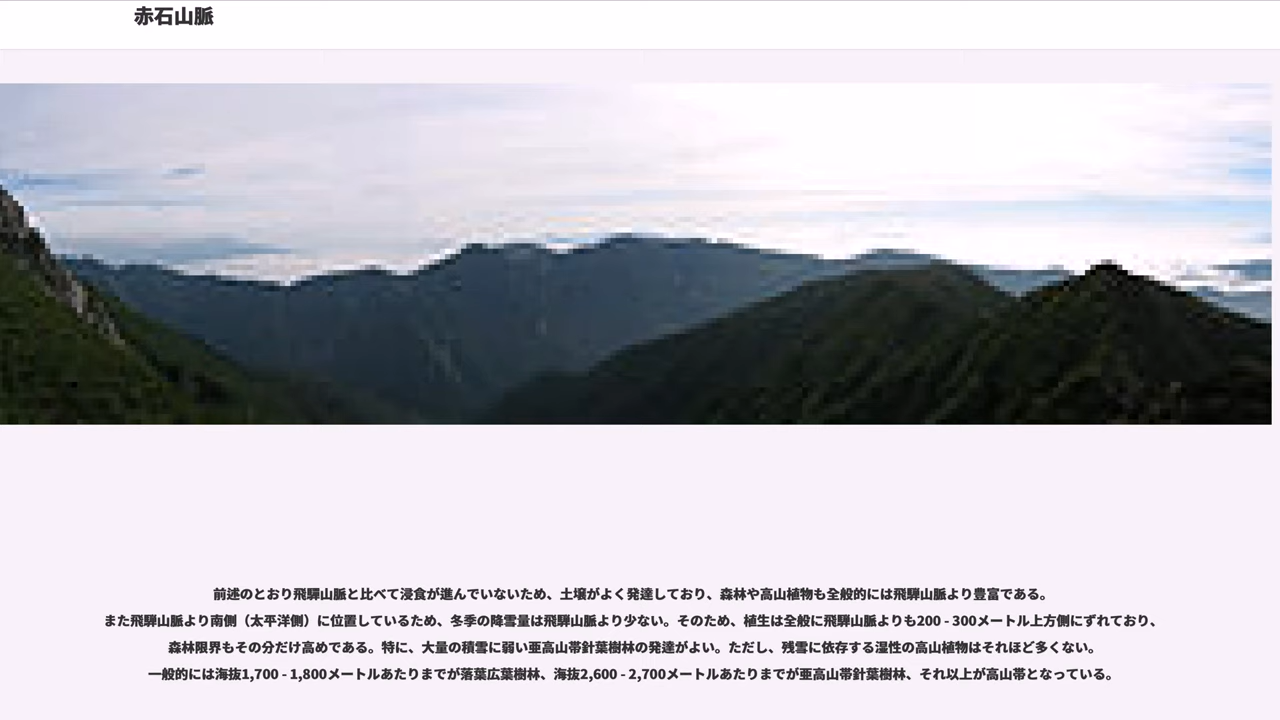 赤石山脈
前述のとおり飛騨山脈と比べて浸食が進んでいないため、土壌がよく発達しており、森林や高山植物も全般的には飛騨山脈より豊富である。
また飛騨山脈より南側（太平洋側）に位置しているため、冬季の降雪量は飛騨山脈より少ない。そのため、植生は全般に飛騨山脈よりも200 - 300メートル上方側にずれており、
森林限界もその分だけ高めである。特に、大量の積雪に弱い亜高山帯針葉樹林の発達がよい。ただし、残雪に依存する湿性の高山植物はそれほど多くない。
一般的には海抜1,700 - 1,800メートルあたりまでが落葉広葉樹林、海抜2,600 - 2,700メートルあたりまでが亜高山帯針葉樹林、それ以上が高山帯となっている。